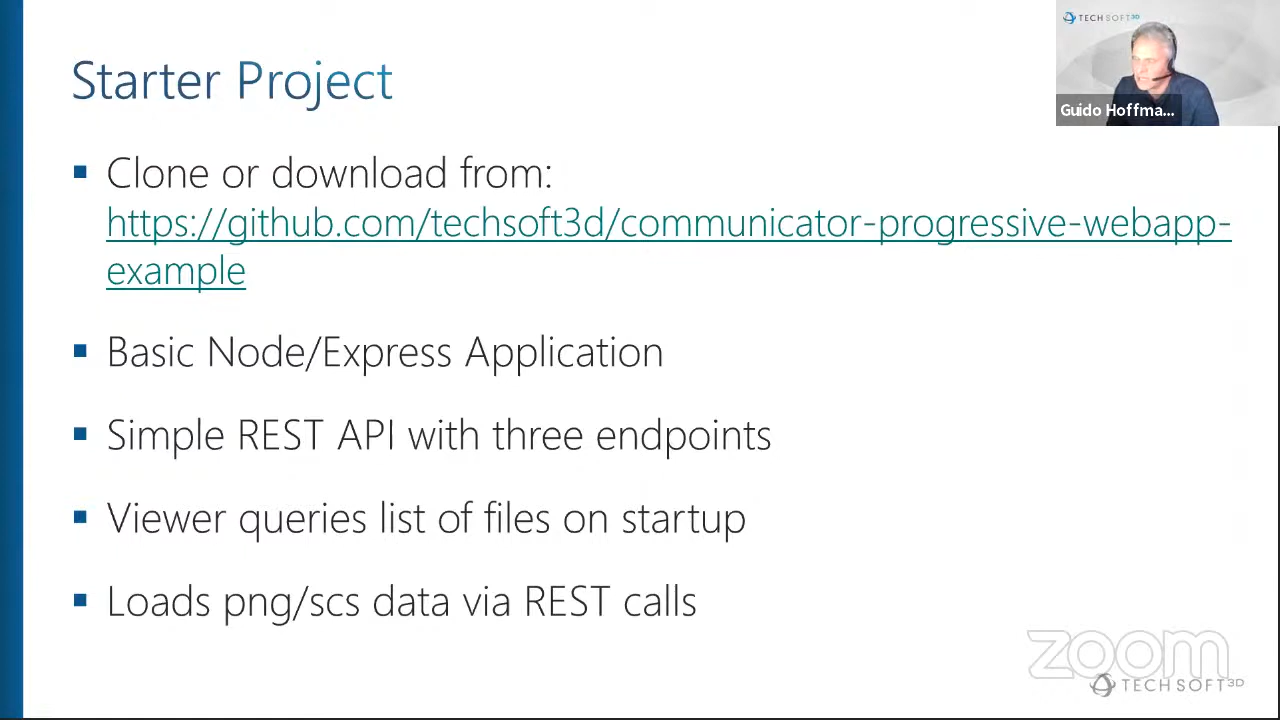 TECH SOFT 3D
Starter Project
Guido Hoffma...
▪ Clone or download from:
https://github.com/techsoft3d/communicator-progressive-webapp-
example
▪ Basic Node/Express Application
▪ Simple REST API with three endpoints
▪ Viewer queries list of files on startup
▪ Loads png/scs data via REST calls
zoom
TECH SOFT 3D